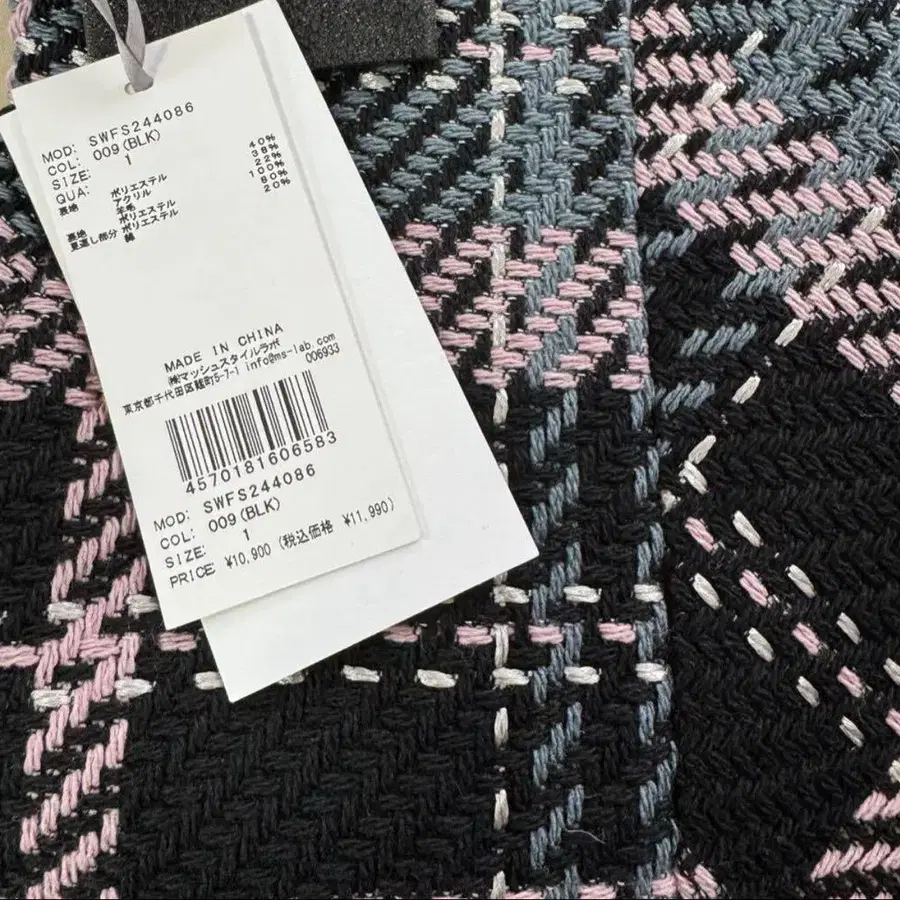 MOD: SWFS244086
COL: 009(BLK)
SIZE: 1
QUA:
ポリエステル 40%
アクリル 38%
羊毛 22%
裏地 ポリエステル 100%
見返し部分 ポリエステル 80%
綿 20%
MADE IN CHINA
㈱マッシュスタイルラボ 006933
東京都千代田区麹町5-7-1 info@ms-lab.com
4570181606583
MOD: SWFS244086
COL: 009(BLK)
SIZE: 1
PRICE: ¥10,900 (税込価格 ¥11,990)